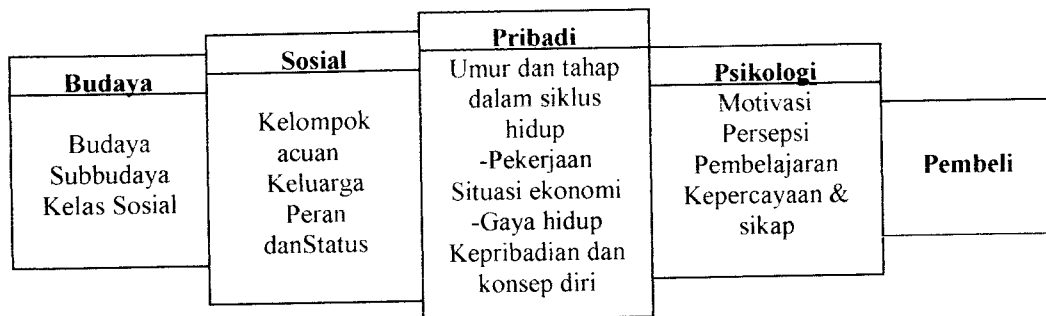 Budaya
Budaya
Subbudaya
Kelas Sosial
Sosial
Kelompok
acuan
Keluarga
Peran
danStatus
Pribadi
Umur dan tahap
dalam siklus
hidup
-Pekerjaan
Situasi ekonomi
-Gaya hidup
Kepribadian dan
konsep diri
Psikologi
Motivasi
Persepsi
Pembelajaran
Kepercayaan &
sikap
Pembeli